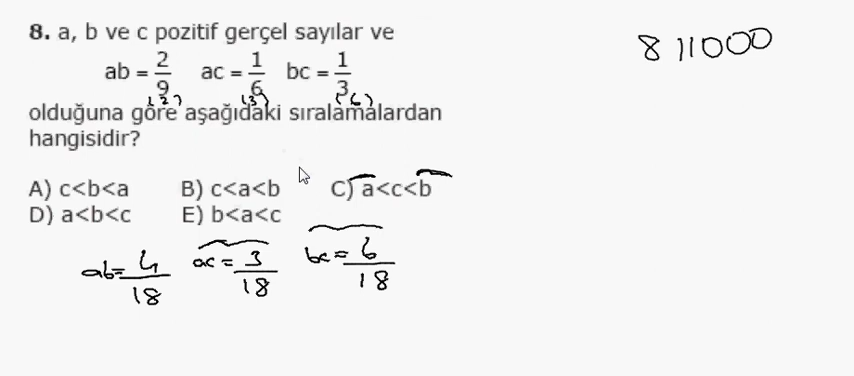 8. a, b ve c pozitif gerçel sayılar ve
8 11000
ab = 2/9 ac = 1/6 bc = 1/3
(2) (3) (6)
olduğuna göre aşağıdaki sıralamalardan
hangisidir?
A) c<b<a B) c<a<b C) a<c<b
D) a<b<c E) b<a<c
ab = 4/18 ac = 3/18 bc = 6/18